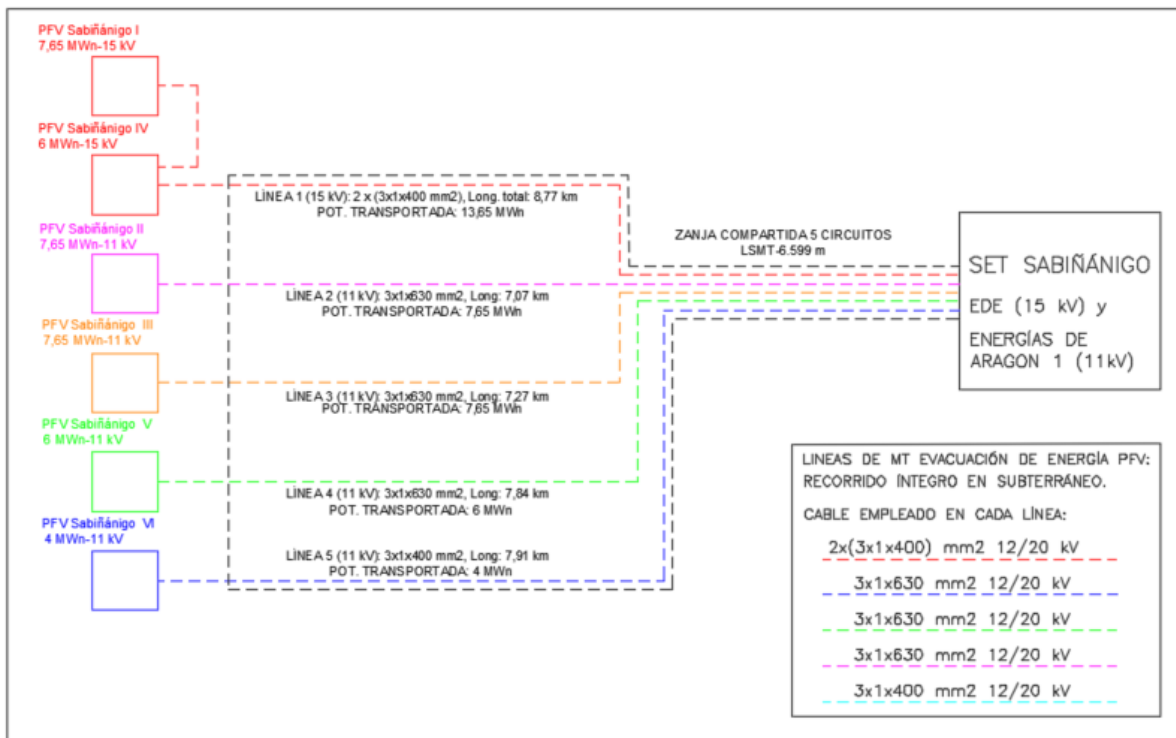 PFV Sabiñánigo I
7,65 MWn-15 kV
PFV Sabiñánigo IV
6 MWn-15 kV
LÍNEA 1 (15 kV): 2 x (3x1x400 mm2), Long. total: 8,77 km
POT. TRANSPORTADA: 13,65 MWn
PFV Sabiñánigo II
7,65 MWn-11 kV
LÍNEA 2 (11 kV): 3x1x630 mm2, Long: 7,07 km
POT. TRANSPORTADA: 7,65 MWn
PFV Sabiñánigo III
7,65 MWn-11 kV
LÍNEA 3 (11 kV): 3x1x630 mm2, Long: 7,27 km
POT. TRANSPORTADA: 7,65 MWn
PFV Sabiñánigo V
6 MWn-11 kV
LÍNEA 4 (11 kV): 3x1x630 mm2, Long: 7,84 km
POT. TRANSPORTADA: 6 MWn
PFV Sabiñánigo VI
4 MWn-11 kV
LÍNEA 5 (11 kV): 3x1x400 mm2, Long: 7,91 km
POT. TRANSPORTADA: 4 MWn
ZANJA COMPARTIDA 5 CIRCUITOS
LSMT-6.599 m
SET SABIÑÁNIGO
EDE (15 kV) y
ENERGÍAS DE
ARAGON 1 (11kV)
LINEAS DE MT EVACUACIÓN DE ENERGÍA PFV:
RECORRIDO ÍNTEGRO EN SUBTERRÁNEO.
CABLE EMPLEADO EN CADA LÍNEA:
2x(3x1x400) mm2 12/20 kV
3x1x630 mm2 12/20 kV
3x1x630 mm2 12/20 kV
3x1x630 mm2 12/20 kV
3x1x400 mm2 12/20 kV